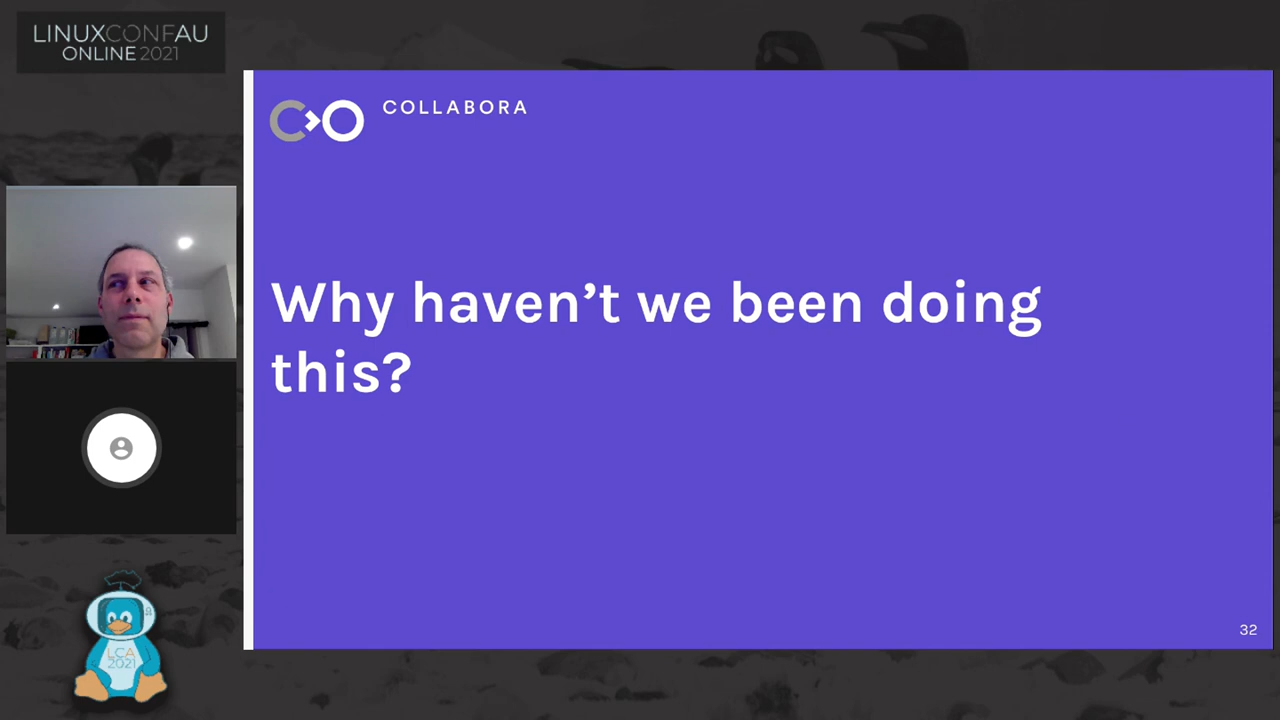 LINUXCONFAU
ONLINE 2021
COLLABORA
Why haven’t we been doing
this?
LCA
2021
32